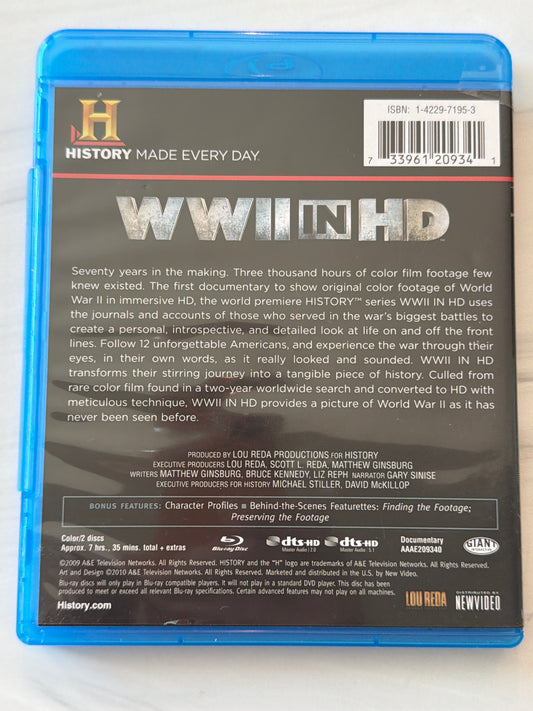 ISBN: 1-4229-7195-3
H
HISTORY MADE EVERY DAY.
7 33961 20934 1
WWII IN HD™
Seventy years in the making. Three thousand hours of color film footage few
knew existed. The first documentary to show original color footage of World
War II in immersive HD, the world premiere HISTORY™ series WWII IN HD uses
the journals and accounts of those who served in the war's biggest battles to
create a personal, introspective, and detailed look at life on and off the front
lines. Follow 12 unforgettable Americans, and experience the war through their
eyes, in their own words, as it really looked and sounded. WWII IN HD
transforms their stirring journey into a tangible piece of history. Culled from
rare color film found in a two-year worldwide search and converted to HD with
meticulous technique, WWII IN HD provides a picture of World War II as it has
never been seen before.
PRODUCED BY LOU REDA PRODUCTIONS FOR HISTORY
EXECUTIVE PRODUCERS LOU REDA, SCOTT L. REDA, MATTHEW GINSBURG
WRITERS MATTHEW GINSBURG, BRUCE KENNEDY, LIZ REPH NARRATOR GARY SINISE
EXECUTIVE PRODUCERS FOR HISTORY MICHAEL STILLER, DAVID McKILLOP
BONUS FEATURES: Character Profiles ■ Behind-the-Scenes Featurettes: Finding the Footage;
Preserving the Footage
Color/2 discs
Approx. 7 hrs., 35 mins. total + extras
Blu-ray Disc
dts-HD
Master Audio | 2.0
dts-HD
Master Audio | 5.1
Documentary
AAAE209340
GIANT
INTERACTIVE
©2009 A&E Television Networks. All Rights Reserved. HISTORY and the "H" logo are trademarks of A&E Television Networks. All Rights Reserved.
Art and Design ©2010 A&E Television Networks. All Rights Reserved. Marketed and distributed in the U.S. by New Video.
Blu-ray discs will only play in Blu-ray compatible players. It will not play in a standard DVD player. This disc has been
produced to meet or exceed all relevant Blu-ray specifications. Certain advanced features may not play on all machines.
History.com
LOU REDA
DISTRIBUTED BY
NEWVIDEO